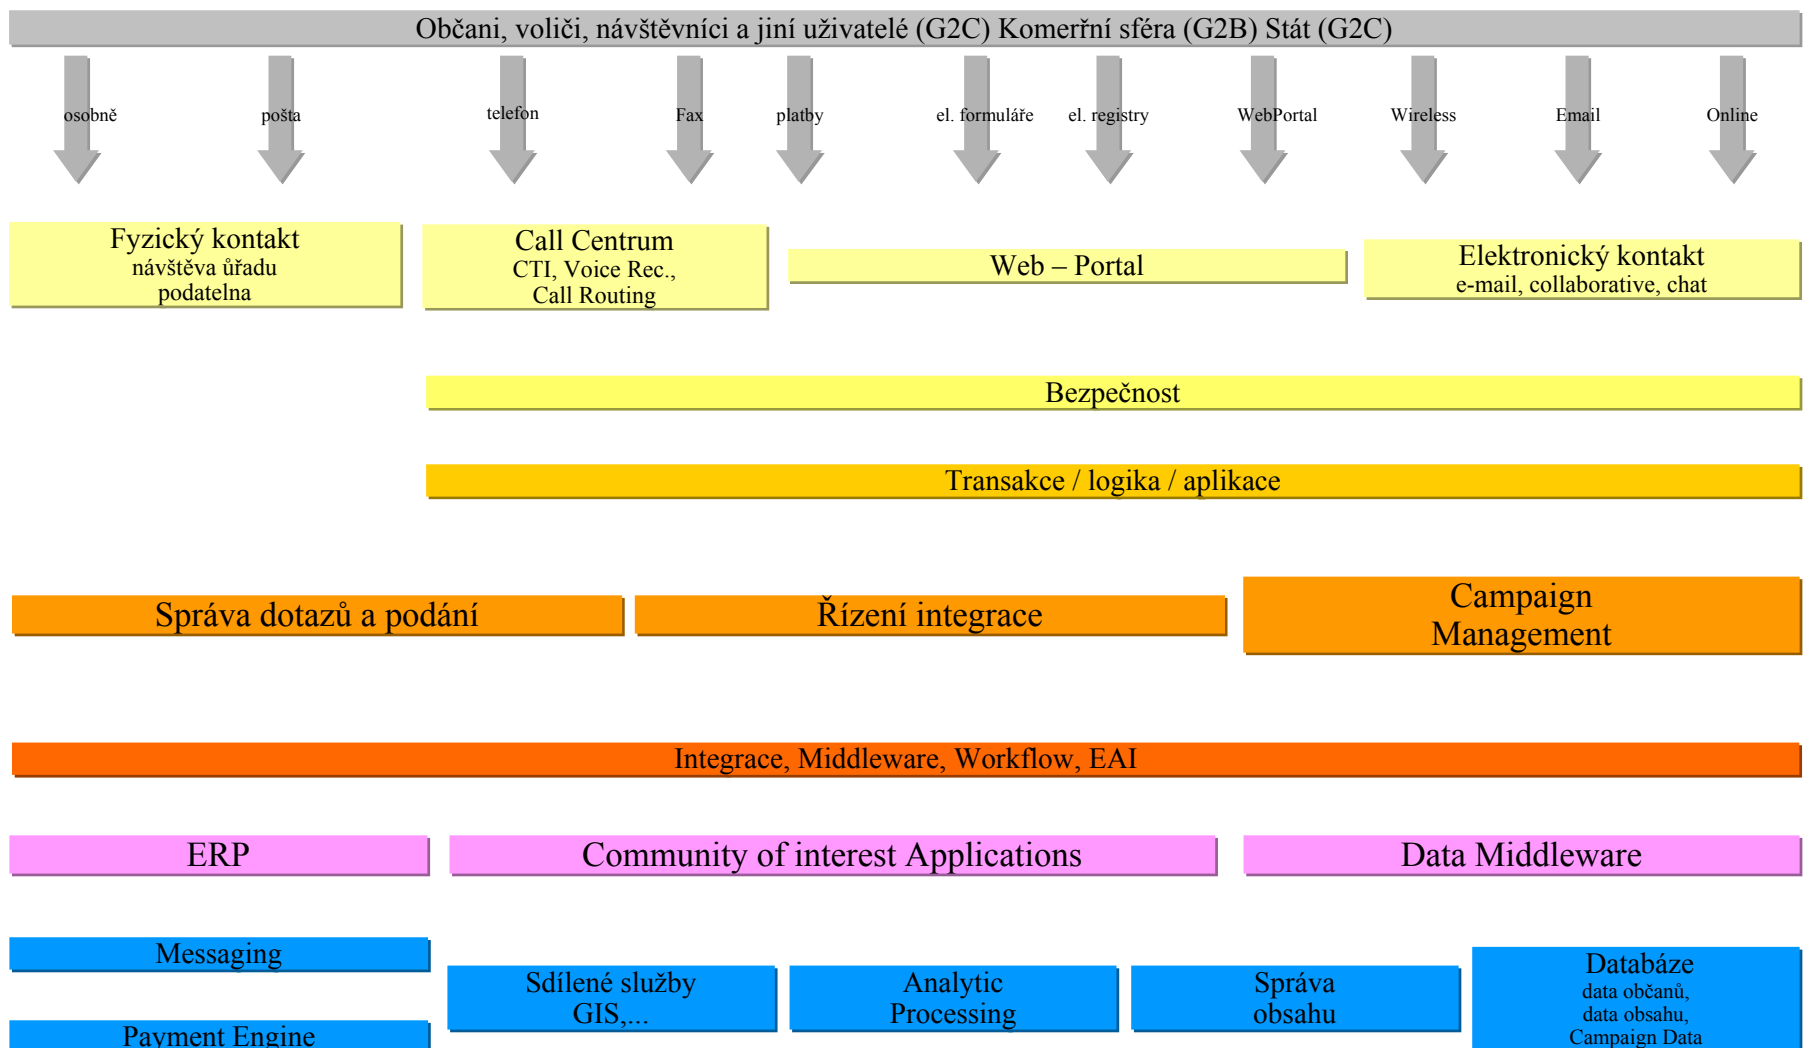 Občani, voliči, návštěvníci a jiní uživatelé (G2C) Komerřní sféra (G2B) Stát (G2C)
osobně
pošta
telefon
Fax
platby
el. formuláře
el. registry
WebPortal
Wireless
Email
Online
Fyzický kontakt
návštěva ůřadu
podatelna
Call Centrum
CTI, Voice Rec.,
Call Routing
Web – Portal
Elektronický kontakt
e-mail, collaborative, chat
Bezpečnost
Transakce / logika / aplikace
Správa dotazů a podání
Řízení integrace
Campaign
Management
Integrace, Middleware, Workflow, EAI
ERP
Community of interest Applications
Data Middleware
Messaging
Payment Engine
Sdílené služby
GIS,...
Analytic
Processing
Správa
obsahu
Databáze
data občanů,
data obsahu,
Campaign Data